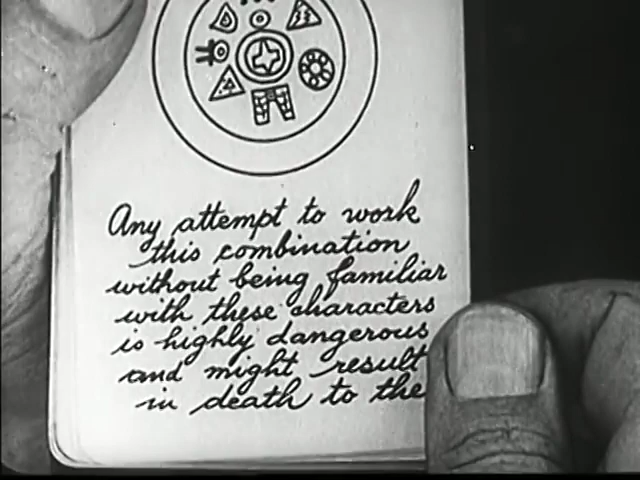 Any attempt to work
this combination
without being familiar
with these characters
is highly dangerous
and might result
in death to the